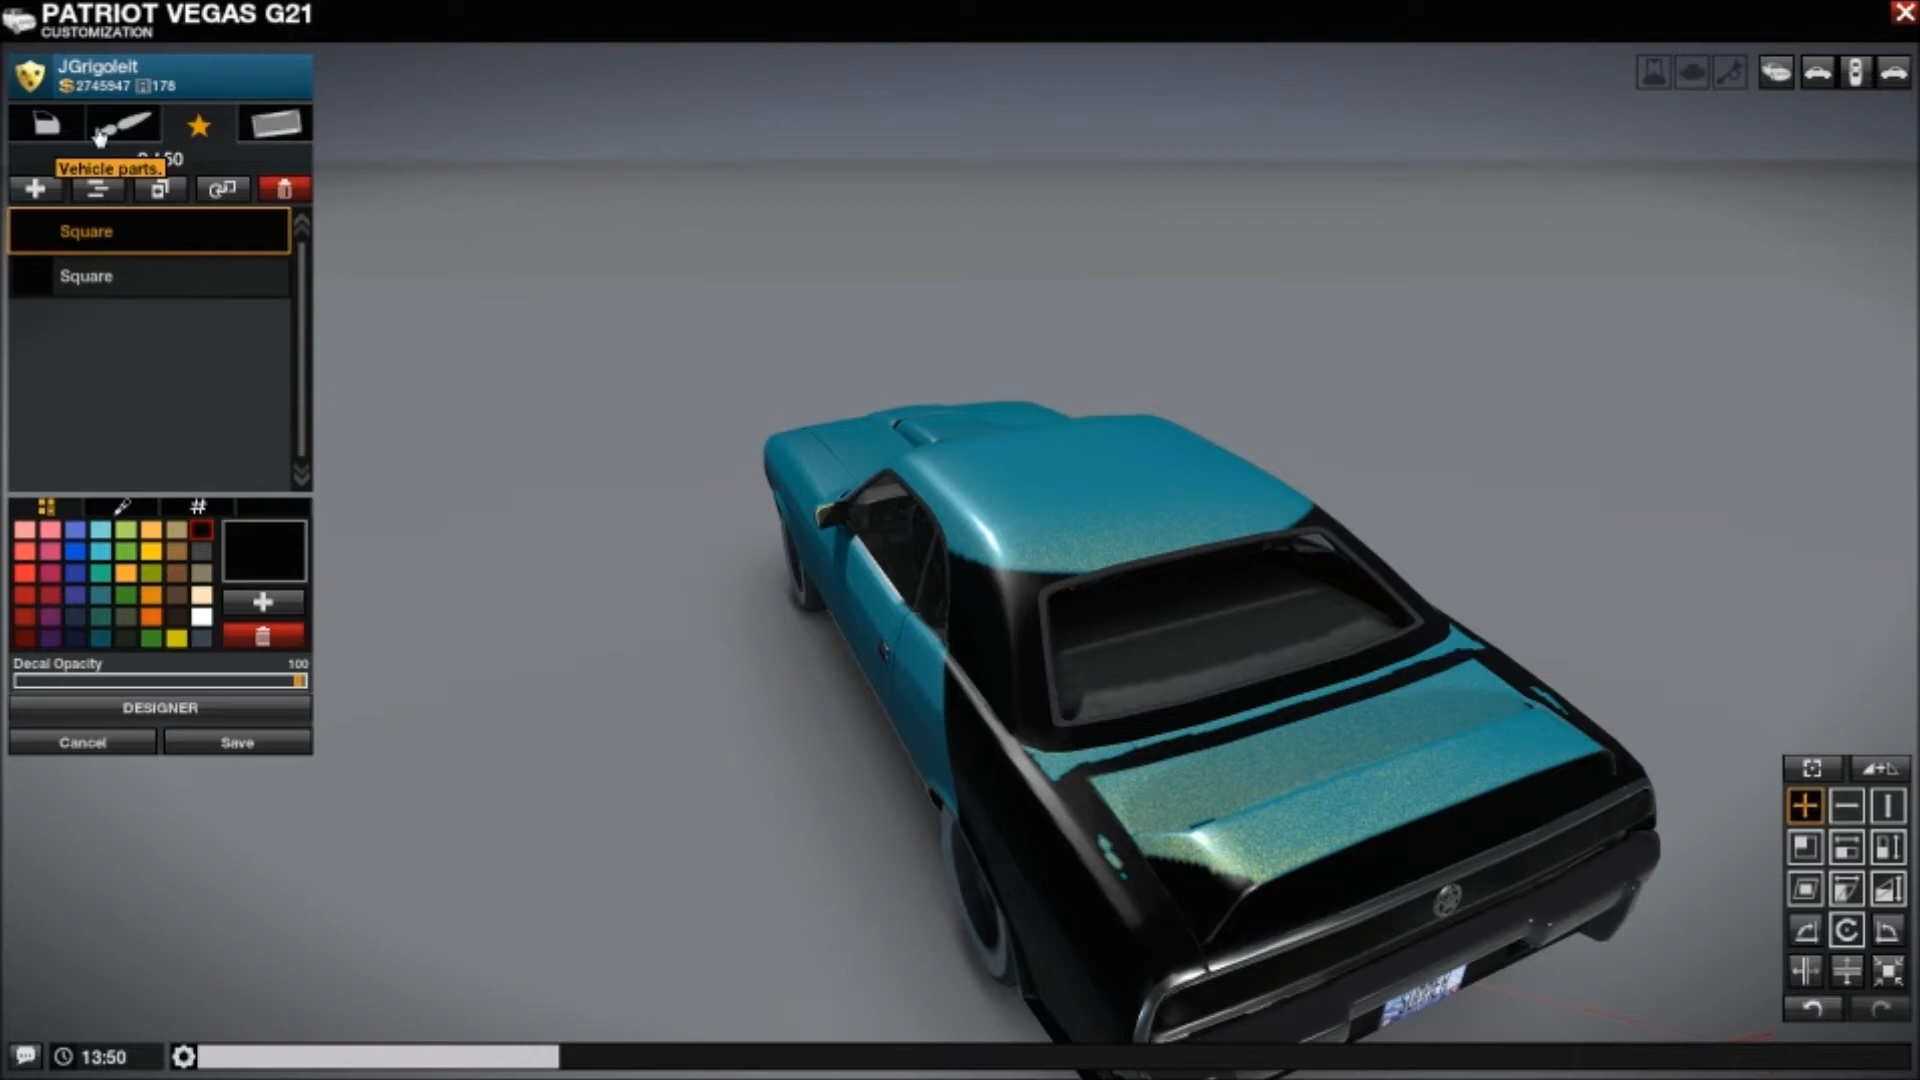 PATRIOT VEGAS G21
CUSTOMIZATION
JGrigoleit
$2745947 178
/ 50
Vehicle parts.
Square
Square
#
Decal Opacity 100
DESIGNER
Cancel Save
13:50